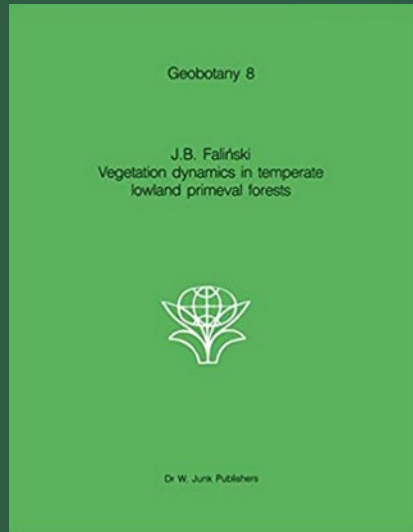 Geobotany 8
J.B. Faliński
Vegetation dynamics in temperate
lowland primeval forests
Dr W. Junk Publishers